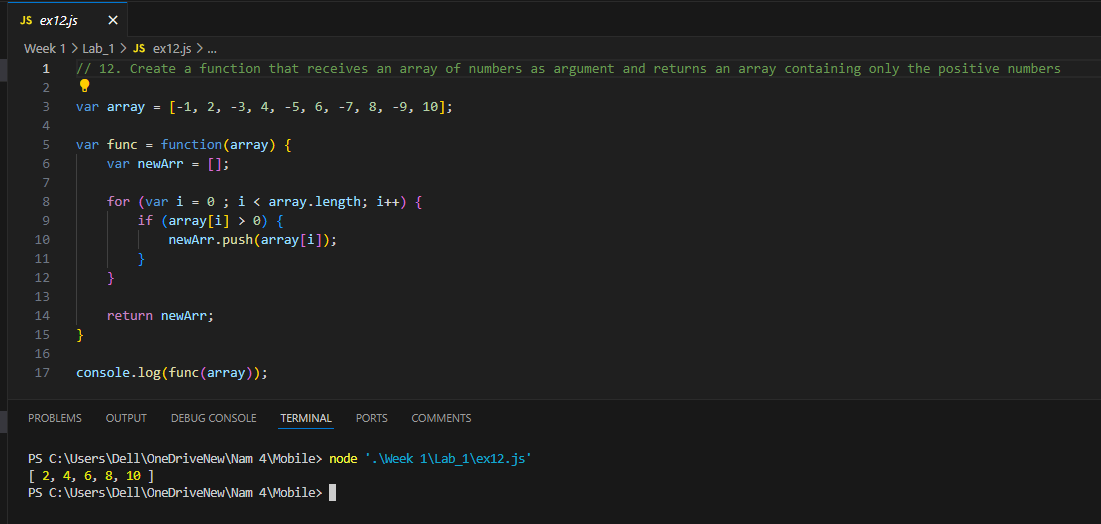 JS ex12.js ×
Week 1 > Lab_1 > JS ex12.js > ...
1 // 12. Create a function that receives an array of numbers as argument and returns an array containing only the positive numbers
2
3 var array = [-1, 2, -3, 4, -5, 6, -7, 8, -9, 10];
4
5 var func = function(array) {
6     var newArr = [];
7
8     for (var i = 0 ; i < array.length; i++) {
9         if (array[i] > 0) {
10             newArr.push(array[i]);
11         }
12     }
13
14     return newArr;
15 }
16
17 console.log(func(array));
PROBLEMS OUTPUT DEBUG CONSOLE TERMINAL PORTS COMMENTS
PS C:\Users\Dell\OneDriveNew\Nam 4\Mobile> node '.\Week 1\Lab_1\ex12.js'
[ 2, 4, 6, 8, 10 ]
PS C:\Users\Dell\OneDriveNew\Nam 4\Mobile>